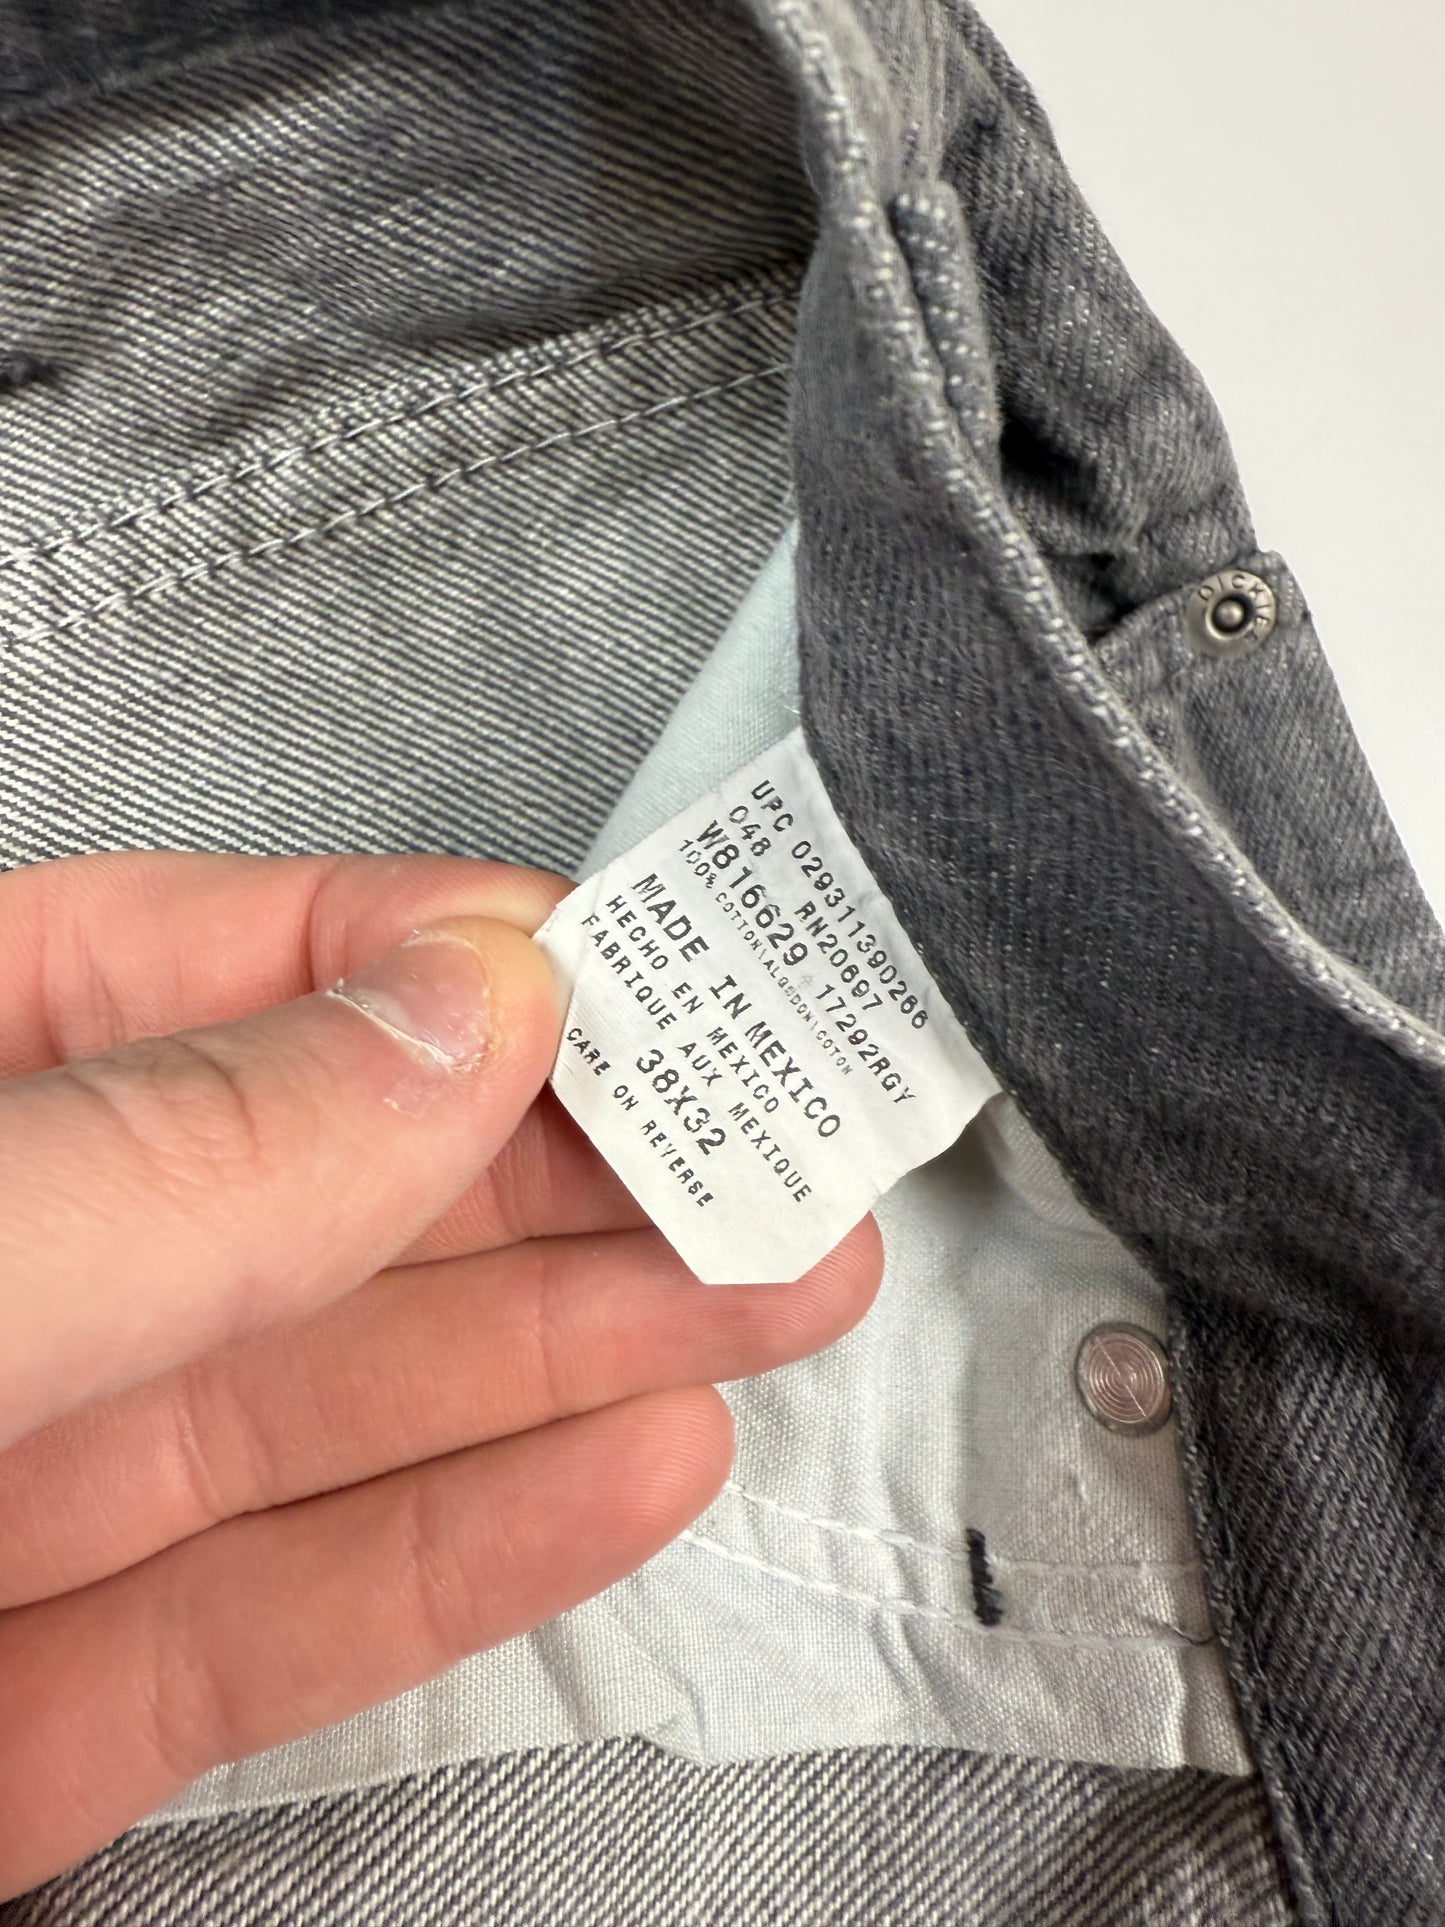 DICKIE
UPC 029311390266
048 RN20697
W816629 17292RGY
100% COTTON\ALGODON\COTON
MADE IN MEXICO
HECHO EN MEXICO
FABRIQUE AUX MEXIQUE
38X32
CARE ON REVERSE